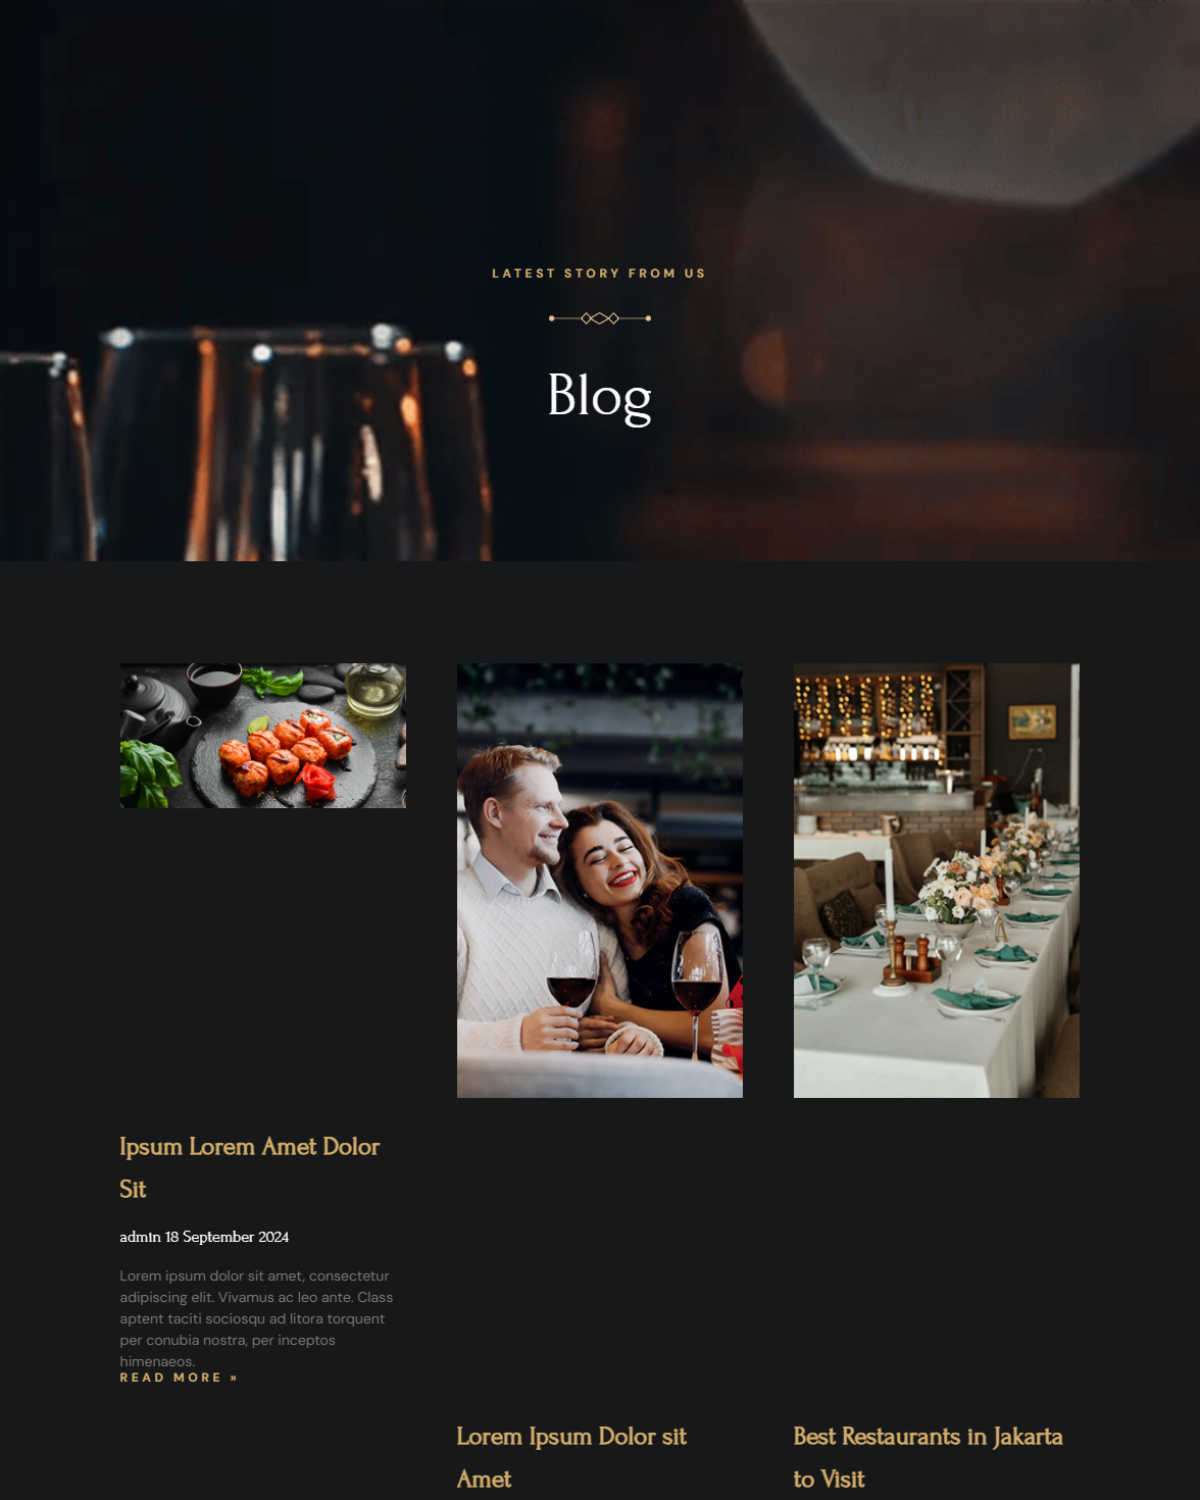 LATEST STORY FROM US
Blog
Ipsum Lorem Amet Dolor
Sit
admin 18 September 2024
Lorem ipsum dolor sit amet, consectetur
adipiscing elit. Vivamus ac leo ante. Class
aptent taciti sociosqu ad litora torquent
per conubia nostra, per inceptos
himenaeos.
READ MORE »
Lorem Ipsum Dolor sit
Amet
Best Restaurants in Jakarta
to Visit